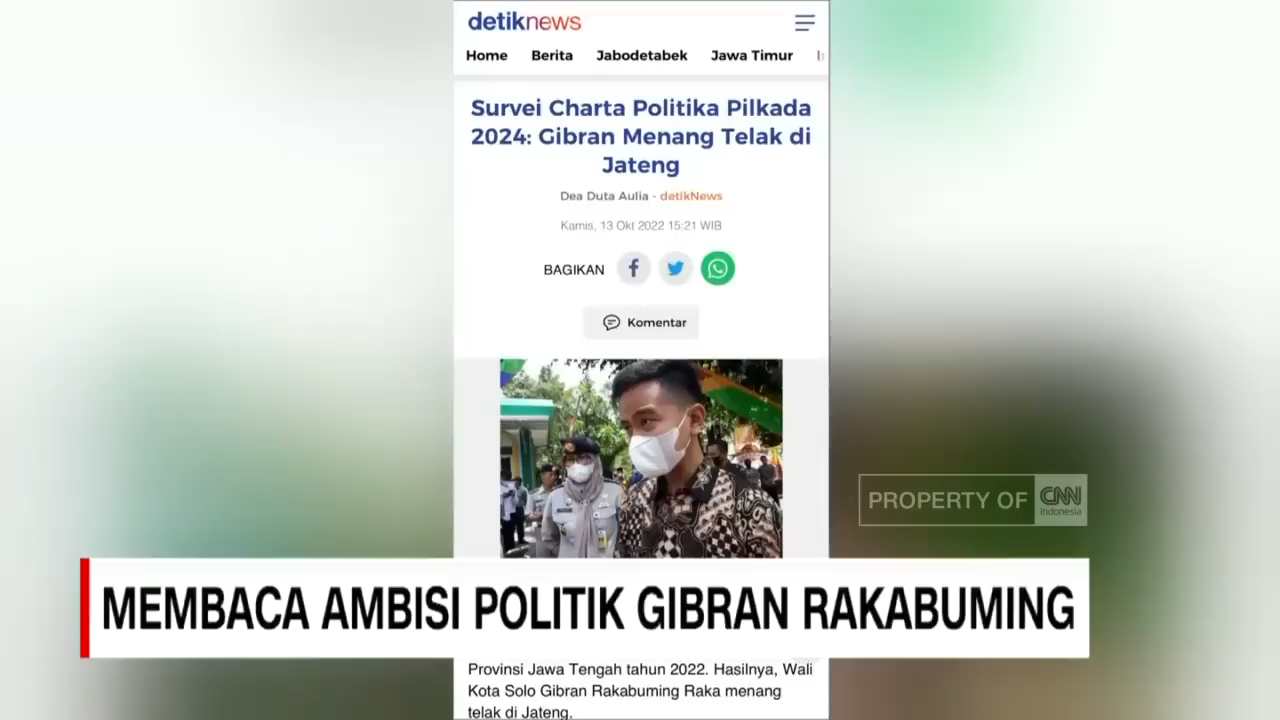 detiknews
Home Berita Jabodetabek Jawa Timur
Survei Charta Politika Pilkada
2024: Gibran Menang Telak di
Jateng
Dea Duta Aulia - detikNews
Kamis, 13 Okt 2022 15:21 WIB
BAGIKAN
Komentar
PROPERTY OF CNN
Indonesia
MEMBACA AMBISI POLITIK GIBRAN RAKABUMING
Provinsi Jawa Tengah tahun 2022. Hasilnya, Wali
Kota Solo Gibran Rakabuming Raka menang
telak di Jateng.